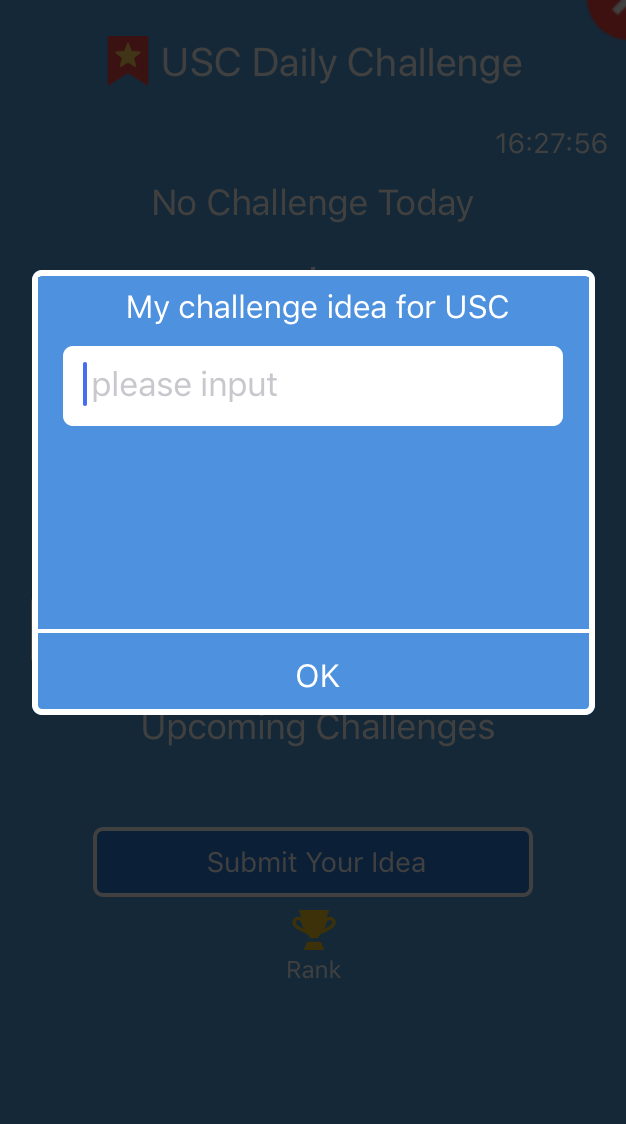 USC Daily Challenge
16:27:56
No Challenge Today
My challenge idea for USC
please input
OK
Upcoming Challenges
Submit Your Idea
Rank